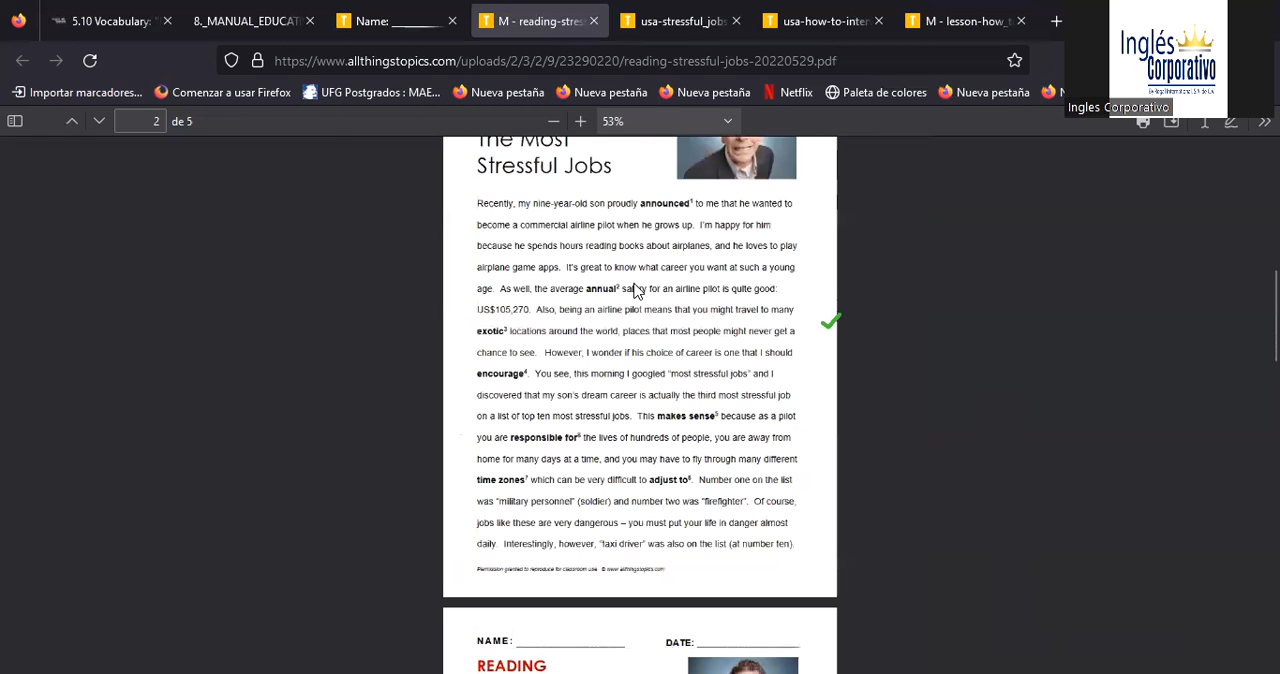 5.10 Vocabulary: "
8._MANUAL_EDUCATI
Name: ________
M - reading-stres
usa-stressful_jobs
usa-how-to-inter
M - lesson-how_t
https://www.allthingstopics.com/uploads/2/3/2/9/23290220/reading-stressful-jobs-20220529.pdf
Importar marcadores...
Comenzar a usar Firefox
UFG Postgrados : MAE...
Nueva pestaña
Nueva pestaña
Nueva pestaña
Netflix
Paleta de colores
Nueva pestaña
N
Inglés
Corporativo
Ingles Corporativo
2 de 5
53%
The Most
Stressful Jobs
Recently, my nine-year-old son proudly announced1 to me that he wanted to
become a commercial airline pilot when he grows up. I'm happy for him
because he spends hours reading books about airplanes, and he loves to play
airplane game apps. It's great to know what career you want at such a young
age. As well, the average annual2 salary for an airline pilot is quite good:
US$105,270. Also, being an airline pilot means that you might travel to many
exotic3 locations around the world, places that most people might never get a
chance to see. However, I wonder if his choice of career is one that I should
encourage4. You see, this morning I googled "most stressful jobs" and I
discovered that my son's dream career is actually the third most stressful job
on a list of top ten most stressful jobs. This makes sense5 because as a pilot
you are responsible for6 the lives of hundreds of people, you are away from
home for many days at a time, and you may have to fly through many different
time zones7 which can be very difficult to adjust to8. Number one on the list
was "military personnel" (soldier) and number two was "firefighter". Of course,
jobs like these are very dangerous – you must put your life in danger almost
daily. Interestingly, however, "taxi driver" was also on the list (at number ten).
Permission granted to reproduce for classroom use. © www.allthingstopics.com
NAME: ____________________
DATE: ____________________
READING